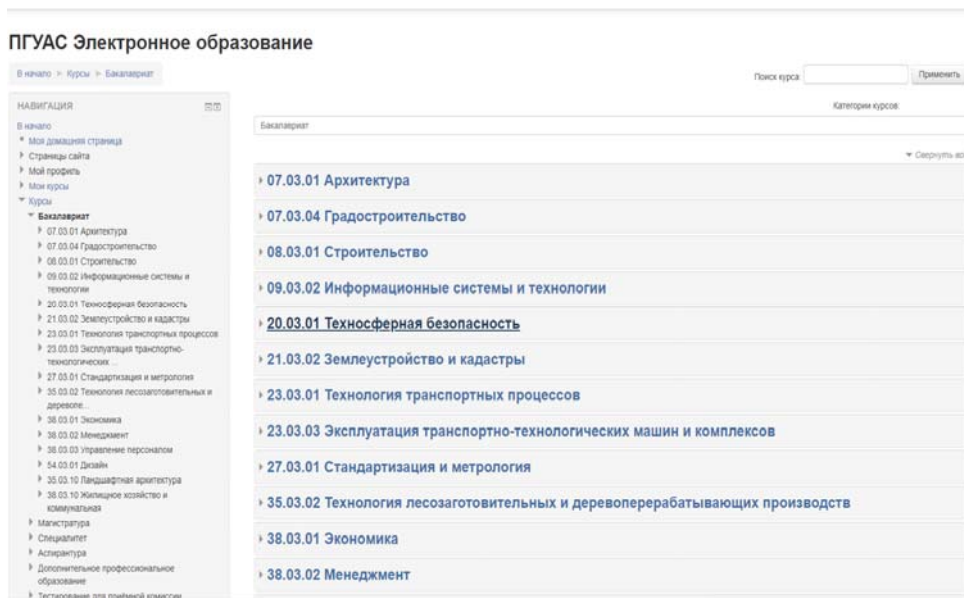 ПГУАС Электронное образование
В начало ► Курсы ► Бакалавриат
Поиск курса:
Применить
НАВИГАЦИЯ
В начало
Моя домашняя страница
Страницы сайта
Мой профиль
Мои курсы
Курсы
Бакалавриат
07.03.01 Архитектура
07.03.04 Градостроительство
08.03.01 Строительство
09.03.02 Информационные системы и
технологии
20.03.01 Техносферная безопасность
21.03.02 Землеустройство и кадастры
23.03.01 Технология транспортных процессов
23.03.03 Эксплуатация транспортно-
технологических ...
27.03.01 Стандартизация и метрология
35.03.02 Технология лесозаготовительных и
деревопе...
38.03.01 Экономика
38.03.02 Менеджмент
38.03.03 Управление персоналом
54.03.01 Дизайн
35.03.10 Ландшафтная архитектура
38.03.10 Жилищное хозяйство и
коммунальная
Магистратура
Специалитет
Аспирантура
Дополнительное профессиональное
образование
Тестирование для приёмной комиссии
Категории курсов:
Бакалавриат
Свернуть вс
07.03.01 Архитектура
07.03.04 Градостроительство
08.03.01 Строительство
09.03.02 Информационные системы и технологии
20.03.01 Техносферная безопасность
21.03.02 Землеустройство и кадастры
23.03.01 Технология транспортных процессов
23.03.03 Эксплуатация транспортно-технологических машин и комплексов
27.03.01 Стандартизация и метрология
35.03.02 Технология лесозаготовительных и деревоперерабатывающих производств
38.03.01 Экономика
38.03.02 Менеджмент